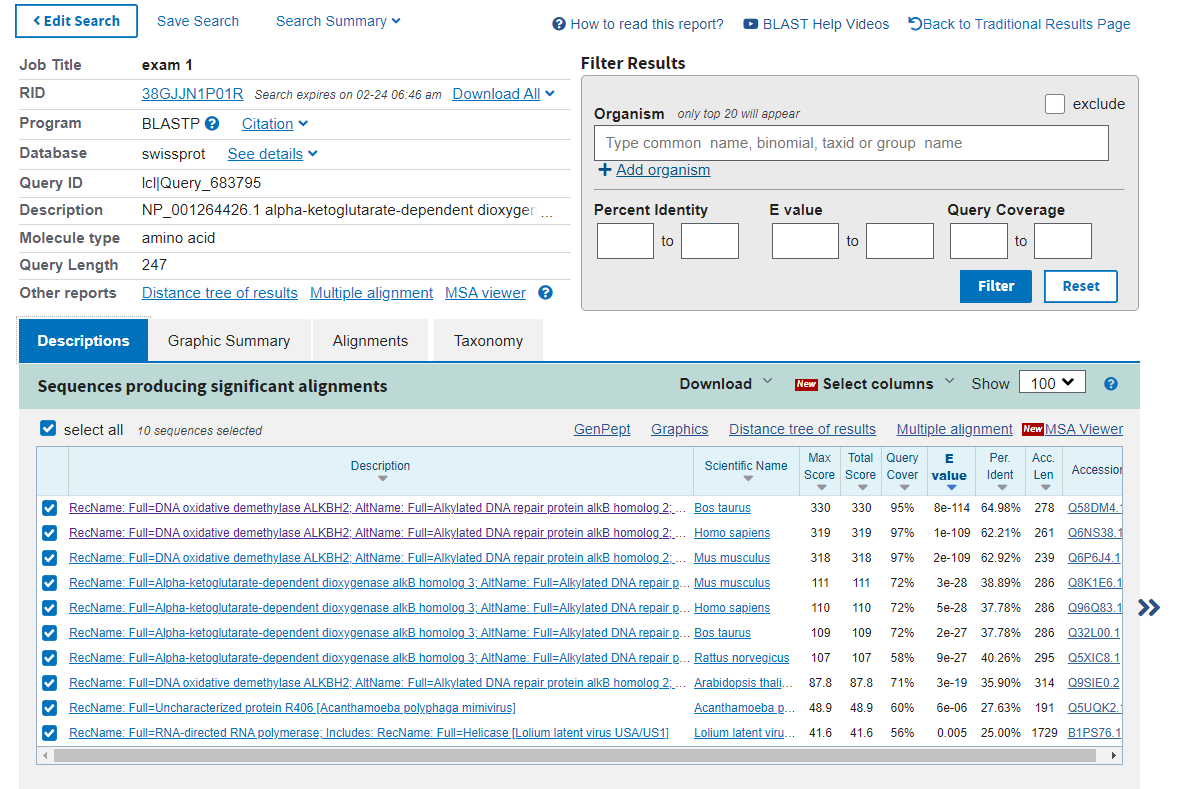 Edit Search Save Search Search Summary How to read this report? BLAST Help Videos Back to Traditional Results Page
Job Title exam 1
RID 38GJJN1P01R Search expires on 02-24 06:46 am Download All
Program BLASTP Citation
Database swissprot See details
Query ID lcl|Query_683795
Description NP_001264426.1 alpha-ketoglutarate-dependent dioxyger ...
Molecule type amino acid
Query Length 247
Other reports Distance tree of results Multiple alignment MSA viewer
Filter Results
Organism only top 20 will appear exclude
Type common name, binomial, taxid or group name
Add organism
Percent Identity E value Query Coverage
to to to
Filter Reset
Descriptions Graphic Summary Alignments Taxonomy
Sequences producing significant alignments Download New Select columns Show 100
select all 10 sequences selected GenPept Graphics Distance tree of results Multiple alignment New MSA Viewer
Description Scientific Name Max Score Total Score Query Cover E value Per. Ident Acc. Len Accession
RecName: Full=DNA oxidative demethylase ALKBH2; AltName: Full=Alkylated DNA repair protein alkB homolog 2; ... Bos taurus 330 330 95% 8e-114 64.98% 278 Q58DM4.1
RecName: Full=DNA oxidative demethylase ALKBH2; AltName: Full=Alkylated DNA repair protein alkB homolog 2; ... Homo sapiens 319 319 97% 1e-109 62.21% 261 Q6NS38.1
RecName: Full=DNA oxidative demethylase ALKBH2; AltName: Full=Alkylated DNA repair protein alkB homolog 2; ... Mus musculus 318 318 97% 2e-109 62.92% 239 Q6P6J4.1
RecName: Full=Alpha-ketoglutarate-dependent dioxygenase alkB homolog 3; AltName: Full=Alkylated DNA repair p... Mus musculus 111 111 72% 3e-28 38.89% 286 Q8K1E6.1
RecName: Full=Alpha-ketoglutarate-dependent dioxygenase alkB homolog 3; AltName: Full=Alkylated DNA repair p... Homo sapiens 110 110 72% 5e-28 37.78% 286 Q96Q83.1
RecName: Full=Alpha-ketoglutarate-dependent dioxygenase alkB homolog 3; AltName: Full=Alkylated DNA repair p... Bos taurus 109 109 72% 2e-27 37.78% 286 Q32L00.1
RecName: Full=Alpha-ketoglutarate-dependent dioxygenase alkB homolog 3; AltName: Full=Alkylated DNA repair p... Rattus norvegicus 107 107 58% 9e-27 40.26% 295 Q5XIC8.1
RecName: Full=DNA oxidative demethylase ALKBH2; AltName: Full=Alkylated DNA repair protein alkB homolog 2; ... Arabidopsis thali... 87.8 87.8 71% 3e-19 35.90% 314 Q9SIE0.2
RecName: Full=Uncharacterized protein R406 [Acanthamoeba polyphaga mimivirus] Acanthamoeba p... 48.9 48.9 60% 6e-06 27.63% 191 Q5UQK2.
RecName: Full=RNA-directed RNA polymerase; Includes: RecName: Full=Helicase [Lolium latent virus USA/US1] Lolium latent viru... 41.6 41.6 56% 0.005 25.00% 1729 B1PS76.1